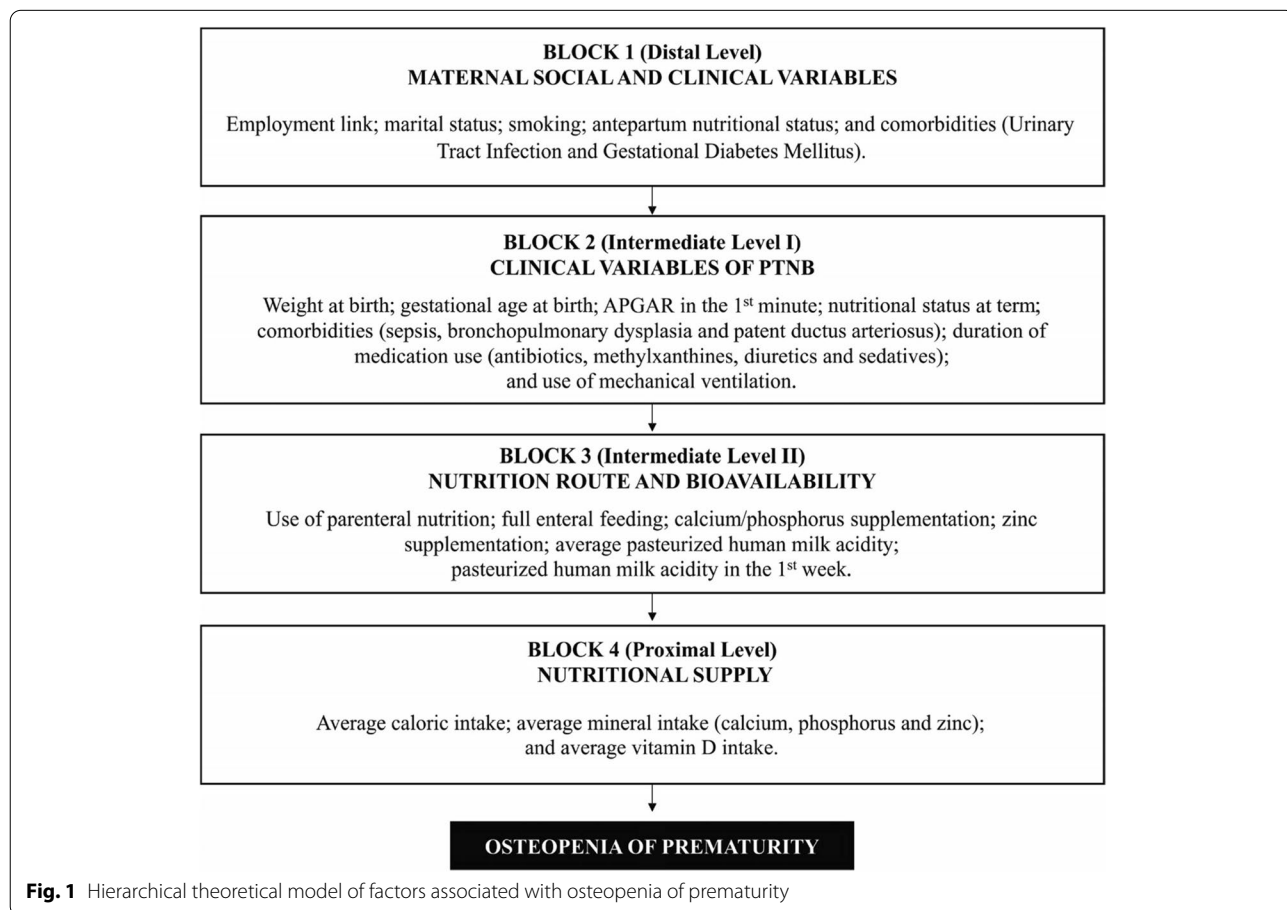 BLOCK 1 (Distal Level)
MATERNAL SOCIAL AND CLINICAL VARIABLES
Employment link; marital status; smoking; antepartum nutritional status; and comorbidities (Urinary
Tract Infection and Gestational Diabetes Mellitus).
BLOCK 2 (Intermediate Level I)
CLINICAL VARIABLES OF PTNB
Weight at birth; gestational age at birth; APGAR in the 1st minute; nutritional status at term;
comorbidities (sepsis, bronchopulmonary dysplasia and patent ductus arteriosus); duration of
medication use (antibiotics, methylxanthines, diuretics and sedatives);
and use of mechanical ventilation.
BLOCK 3 (Intermediate Level II)
NUTRITION ROUTE AND BIOAVAILABILITY
Use of parenteral nutrition; full enteral feeding; calcium/phosphorus supplementation; zinc
supplementation; average pasteurized human milk acidity;
pasteurized human milk acidity in the 1st week.
BLOCK 4 (Proximal Level)
NUTRITIONAL SUPPLY
Average caloric intake; average mineral intake (calcium, phosphorus and zinc);
and average vitamin D intake.
OSTEOPENIA OF PREMATURITY
Fig. 1 Hierarchical theoretical model of factors associated with osteopenia of prematurity